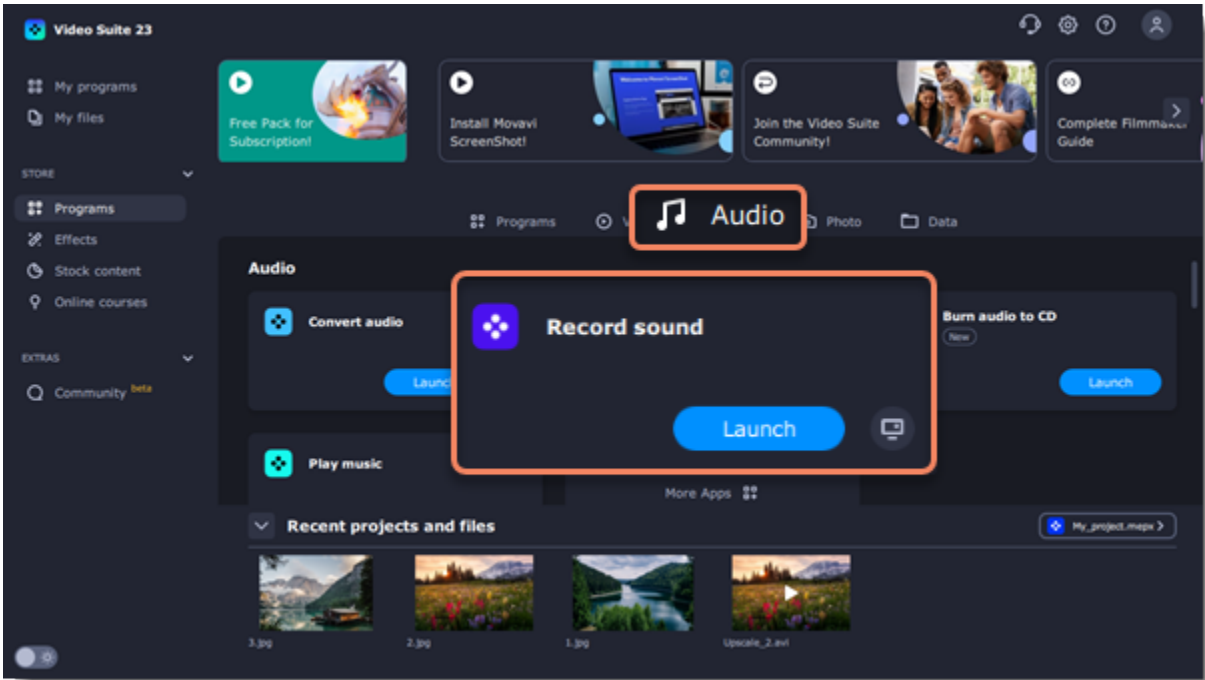 Video Suite 23
My programs
My files
STORE
Programs
Effects
Stock content
Online courses
EXTRAS
Community beta
Free Pack for
Subscription!
Install Movavi
ScreenShot!
Join the Video Suite
Community!
Complete Filmmaker
Guide
Programs
V
Audio
Photo
Data
Audio
Convert audio
Launc
Record sound
Launch
Burn audio to CD
New
Launch
Play music
More Apps
Recent projects and files
My_project.mepx
3.jpg
2.jpg
1.jpg
Upscale_2.avi